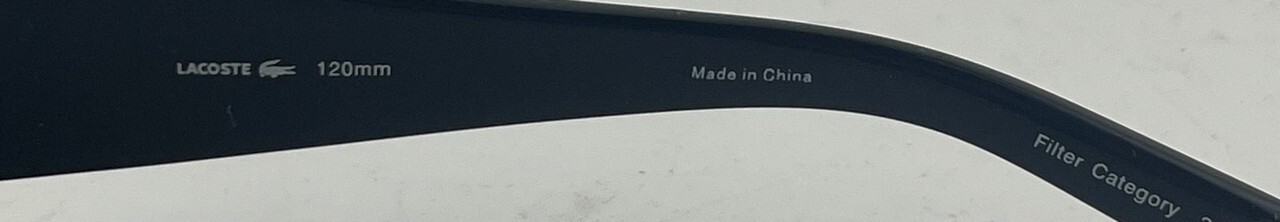 LACOSTE 120mm
Made in China
Filter Category